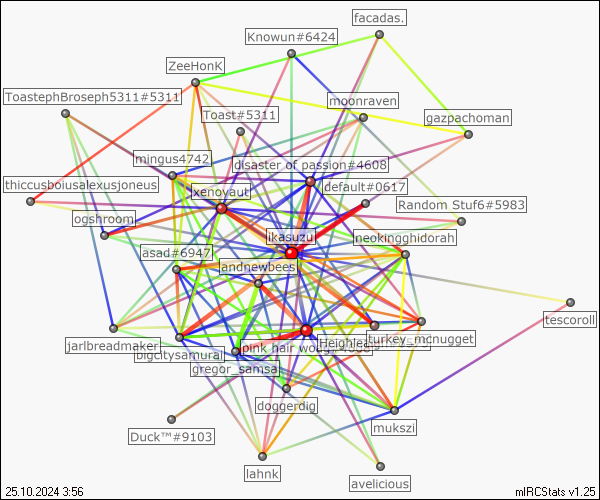 facadas.
Knowun#6424
ZeeHonK
ToastephBroseph5311#5311
moonraven
Toast#5311
gazpachoman
mingus4742
disaster of passion#4608
thiccusboiusalexusjoneus
xenoyaut
default#0617
Random Stuf6#5983
ogshroom
ikasuzu
neokingghidorah
asad#6947
andnewbees
tescoroll
jarlbreadmaker
bigcitysamurai
pink hair
turkey_mcnugget
gregor_samsa
doggerdig
mukszi
Duck™#9103
lahnk
avelicious
25.10.2024 3:56
mIRCStats v1.25